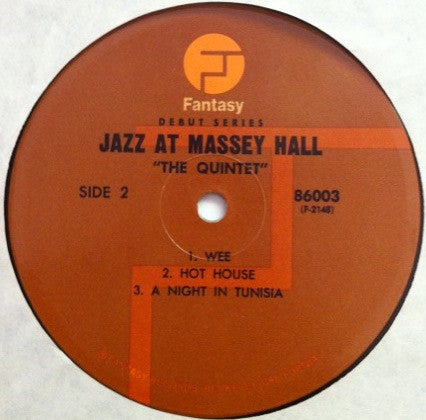 Fantasy
DEBUT SERIES
JAZZ AT MASSEY HALL
"THE QUINTET"
SIDE 2
86003
(F-2148)
1. WEE
2. HOT HOUSE
3. A NIGHT IN TUNISIA